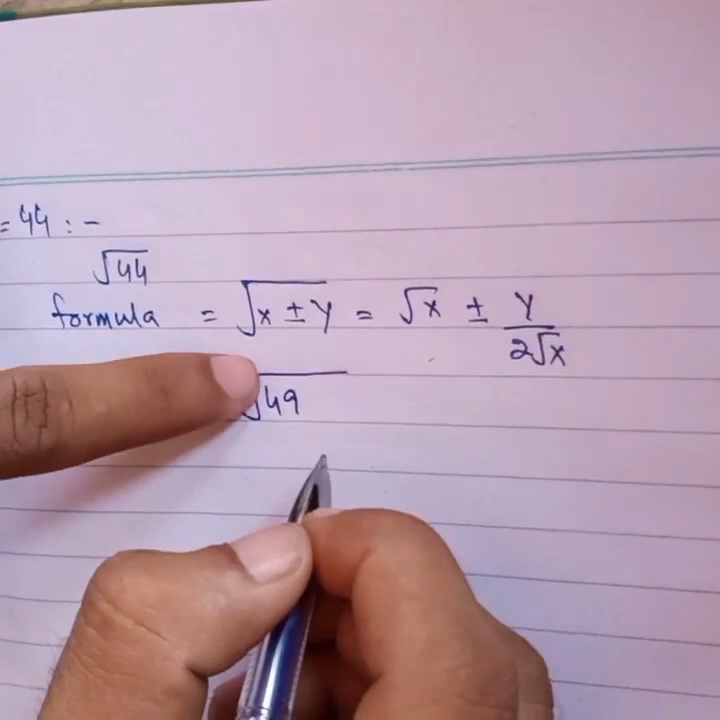 = 44 : -
√44
formula = √x ± y = √x ± y/2√x
√49